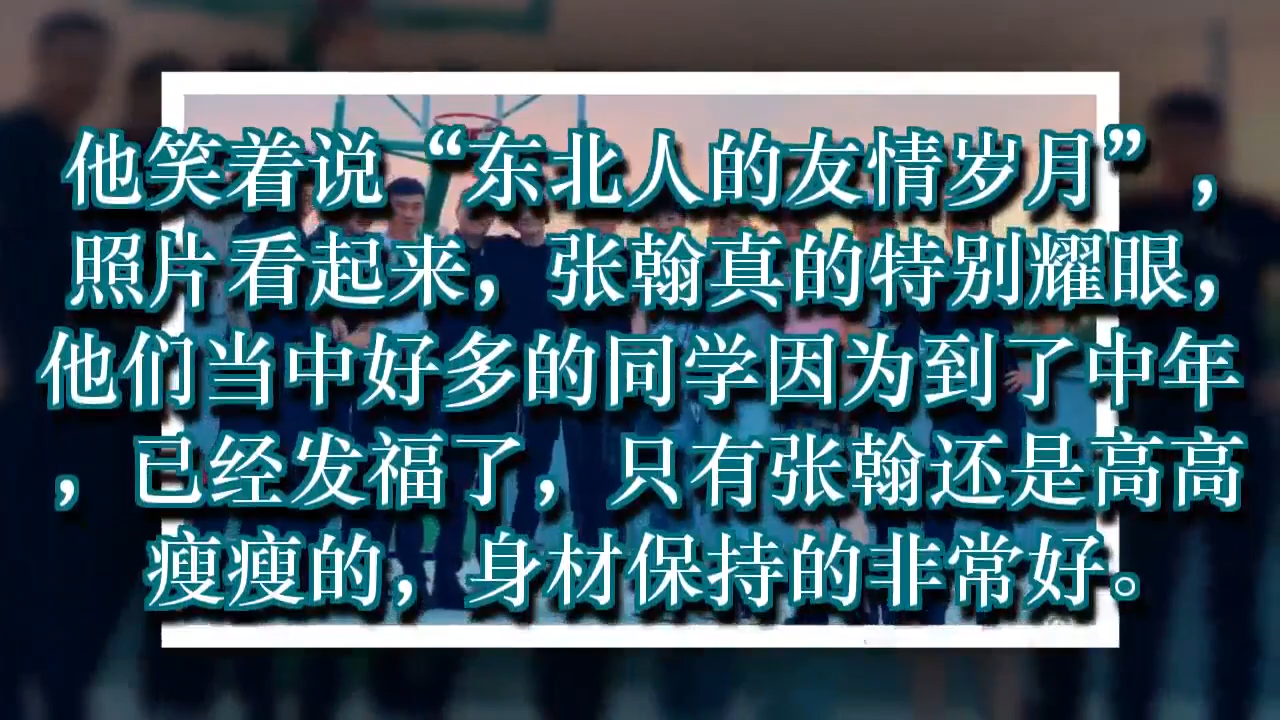 他笑着说“东北人的友情岁月”，
照片看起来，张翰真的特别耀眼，
他们当中好多的同学因为到了中年
，已经发福了，只有张翰还是高高
瘦瘦的，身材保持的非常好。